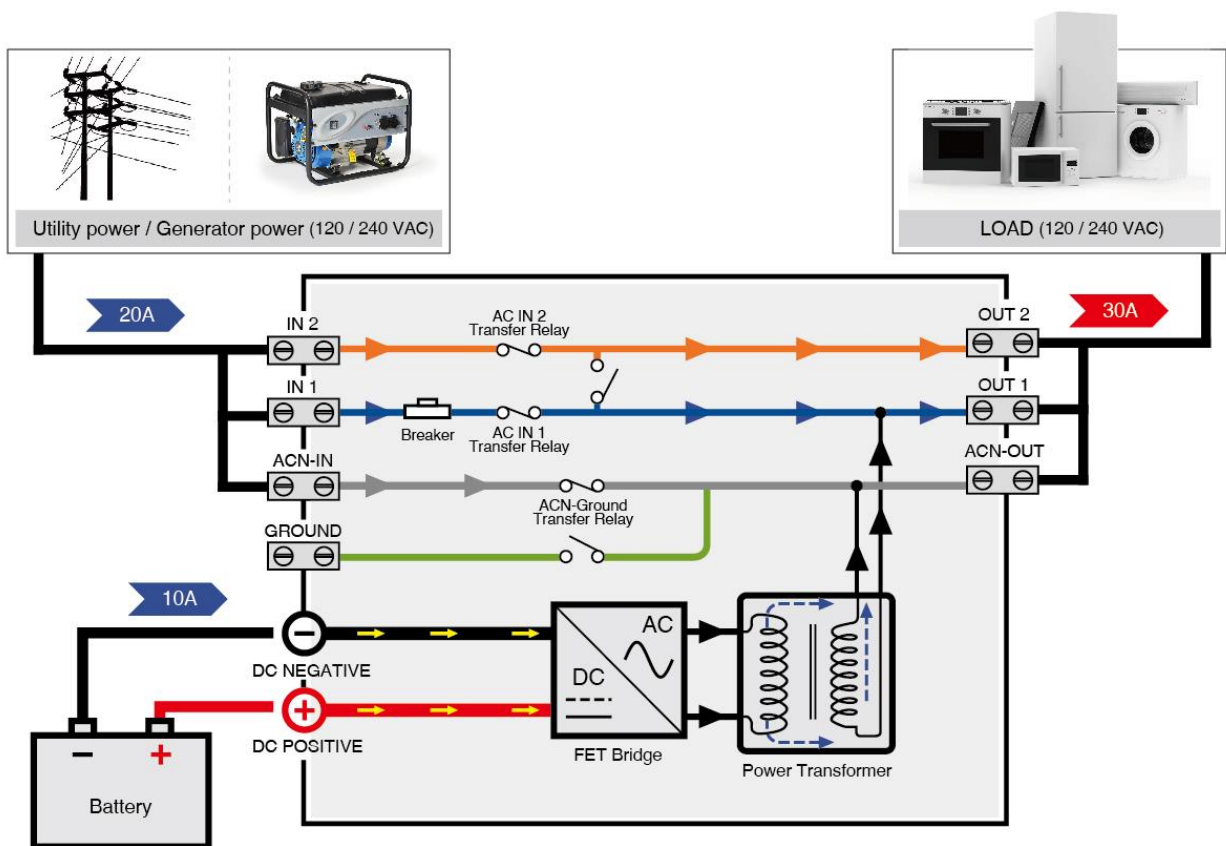 Utility power / Generator power (120 / 240 VAC)
LOAD (120 / 240 VAC)
20A
30A
IN 2
AC IN 2
Transfer Relay
OUT 2
IN 1
Breaker
AC IN 1
Transfer Relay
OUT 1
ACN-IN
ACN-Ground
Transfer Relay
ACN-OUT
GROUND
10A
DC NEGATIVE
DC POSITIVE
AC
DC
FET Bridge
Power Transformer
Battery